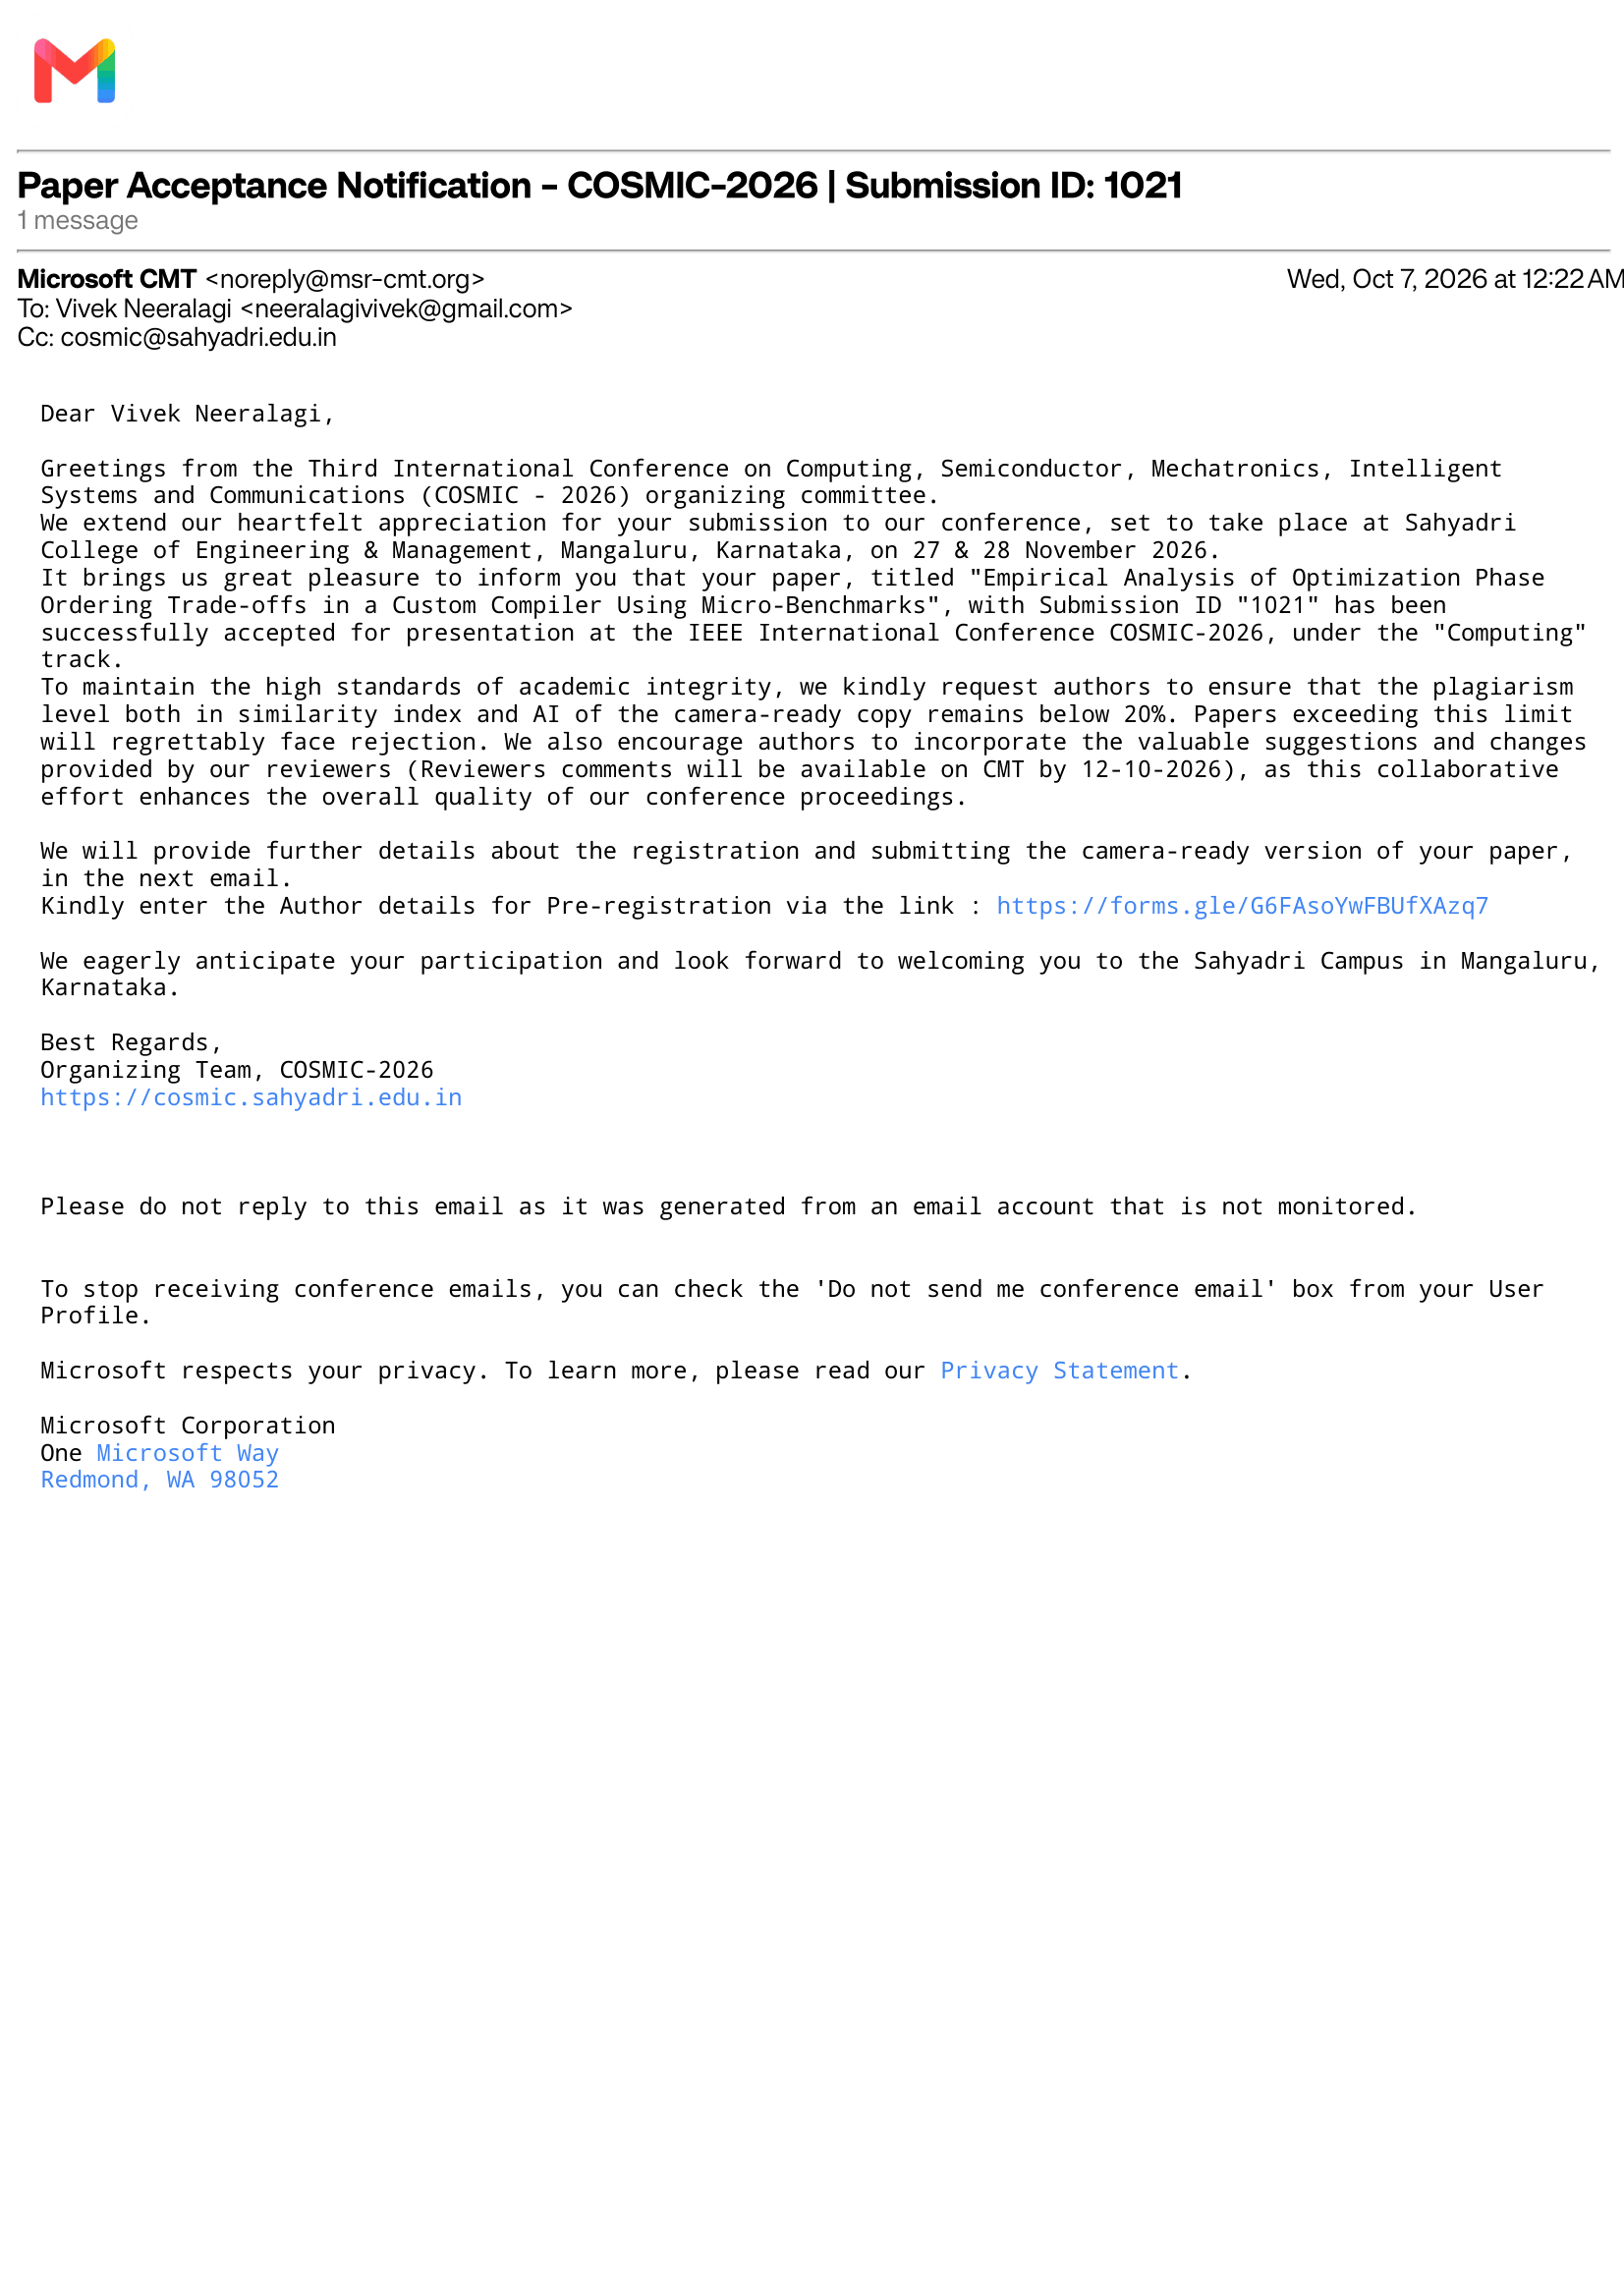 Paper Acceptance Notification - COSMIC-2026 | Submission ID: 1021
1 message
Microsoft CMT <noreply@msr-cmt.org> Wed, Oct 7, 2026 at 12:22 AM
To: Vivek Neeralagi <neeralagivivek@gmail.com>
Cc: cosmic@sahyadri.edu.in
Dear Vivek Neeralagi,
Greetings from the Third International Conference on Computing, Semiconductor, Mechatronics, Intelligent
Systems and Communications (COSMIC - 2026) organizing committee.
We extend our heartfelt appreciation for your submission to our conference, set to take place at Sahyadri
College of Engineering & Management, Mangaluru, Karnataka, on 27 & 28 November 2026.
It brings us great pleasure to inform you that your paper, titled "Empirical Analysis of Optimization Phase
Ordering Trade-offs in a Custom Compiler Using Micro-Benchmarks", with Submission ID "1021" has been
successfully accepted for presentation at the IEEE International Conference COSMIC-2026, under the "Computing"
track.
To maintain the high standards of academic integrity, we kindly request authors to ensure that the plagiarism
level both in similarity index and AI of the camera-ready copy remains below 20%. Papers exceeding this limit
will regrettably face rejection. We also encourage authors to incorporate the valuable suggestions and changes
provided by our reviewers (Reviewers comments will be available on CMT by 12-10-2026), as this collaborative
effort enhances the overall quality of our conference proceedings.
We will provide further details about the registration and submitting the camera-ready version of your paper,
in the next email.
Kindly enter the Author details for Pre-registration via the link : https://forms.gle/G6FAsoYwFBUfXAzq7
We eagerly anticipate your participation and look forward to welcoming you to the Sahyadri Campus in Mangaluru,
Karnataka.
Best Regards,
Organizing Team, COSMIC-2026
https://cosmic.sahyadri.edu.in
Please do not reply to this email as it was generated from an email account that is not monitored.
To stop receiving conference emails, you can check the 'Do not send me conference email' box from your User
Profile.
Microsoft respects your privacy. To learn more, please read our Privacy Statement.
Microsoft Corporation
One Microsoft Way
Redmond, WA 98052